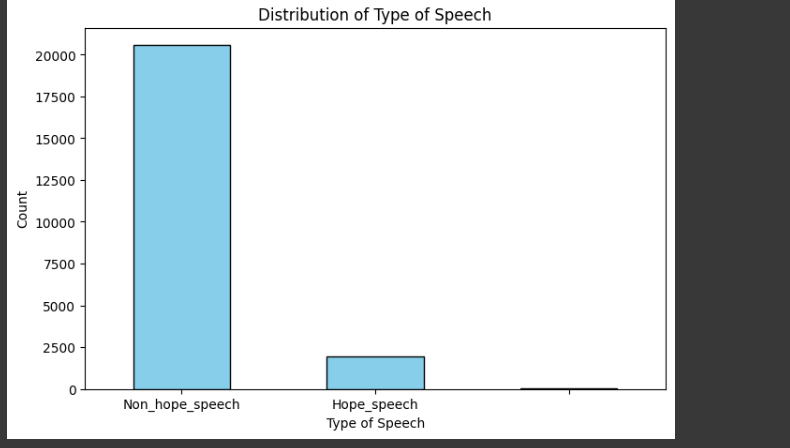 Distribution of Type of Speech
20000
17500
15000
12500
10000
7500
5000
2500
0
Count
Non_hope_speech Hope_speech
Type of Speech